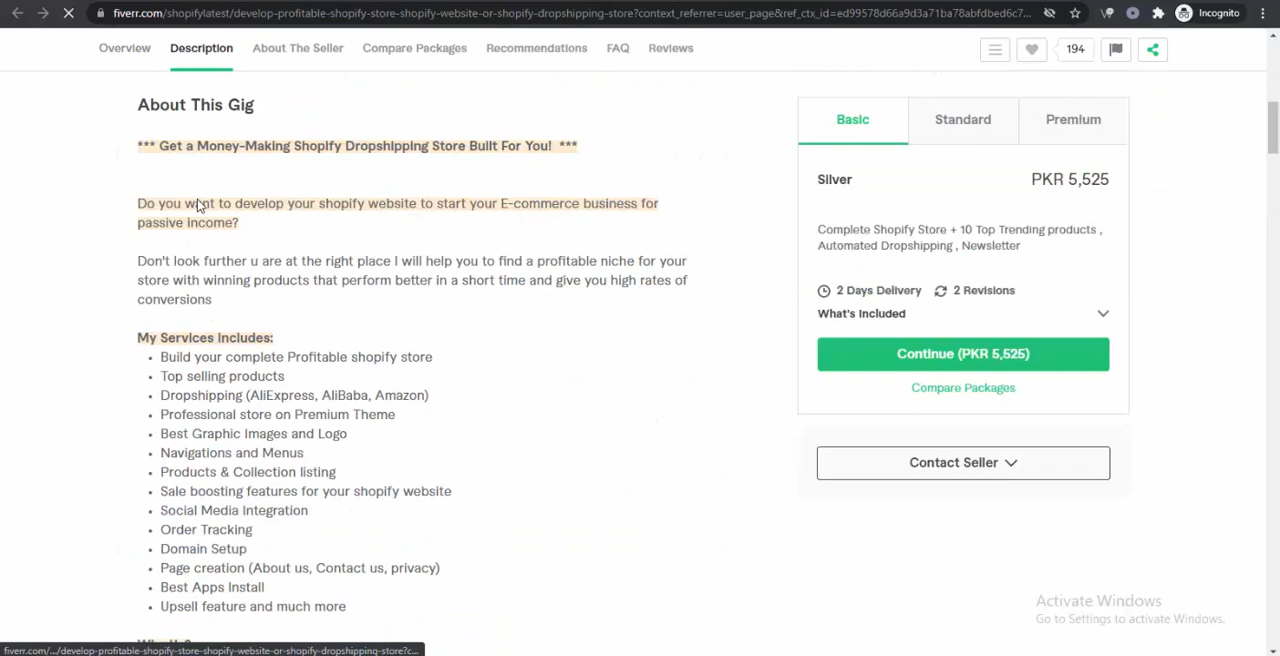 fiverr.com/shopifylatest/develop-profitable-shopify-store-shopify-website-or-shopify-dropshipping-store?context_referrer=user_page&ref_ctx_id=ed99578d66a9d3a71ba78abfdbed6c7...
Incognito
Overview
Description
About The Seller
Compare Packages
Recommendations
FAQ
Reviews
194
About This Gig
*** Get a Money-Making Shopify Dropshipping Store Built For You! ***
Do you want to develop your shopify website to start your E-commerce business for
passive income?
Don't look further u are at the right place I will help you to find a profitable niche for your
store with winning products that perform better in a short time and give you high rates of
conversions
My Services Includes:
• Build your complete Profitable shopify store
• Top selling products
• Dropshipping (AliExpress, AliBaba, Amazon)
• Professional store on Premium Theme
• Best Graphic Images and Logo
• Navigations and Menus
• Products & Collection listing
• Sale boosting features for your shopify website
• Social Media Integration
• Order Tracking
• Domain Setup
• Page creation (About us, Contact us, privacy)
• Best Apps Install
• Upsell feature and much more
Basic
Standard
Premium
Silver
PKR 5,525
Complete Shopify Store + 10 Top Trending products ,
Automated Dropshipping , Newsletter
2 Days Delivery
2 Revisions
What's Included
Continue (PKR 5,525)
Compare Packages
Contact Seller
Activate Windows
Go to Settings to activate Windows.
fiverr.com/.../develop-profitable-shopify-store-shopify-website-or-shopify-dropshipping-store?c...